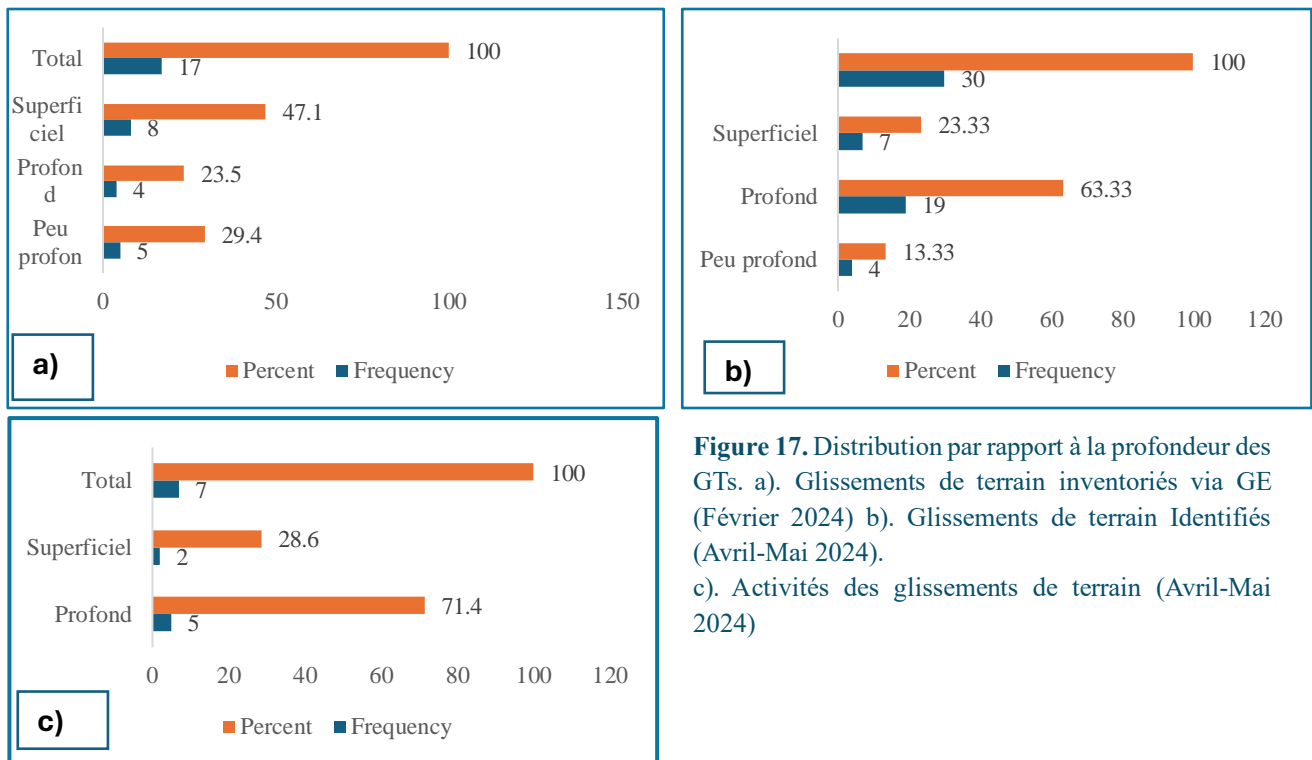 Total
100
17
Superfi
ciel
47.1
8
Profon
d
23.5
4
Peu
profon
29.4
5
0 50 100 150
a)
Percent Frequency
100
30
Superficiel
23.33
7
Profond
63.33
19
Peu profond
13.33
4
0 20 40 60 80 100 120
b)
Percent Frequency
Total
100
7
Superficiel
28.6
2
Profond
71.4
5
0 20 40 60 80 100 120
c)
Percent Frequency
Figure 17. Distribution par rapport à la profondeur des
GTs. a). Glissements de terrain inventoriés via GE
(Février 2024) b). Glissements de terrain Identifiés
(Avril-Mai 2024).
c). Activités des glissements de terrain (Avril-Mai
2024)